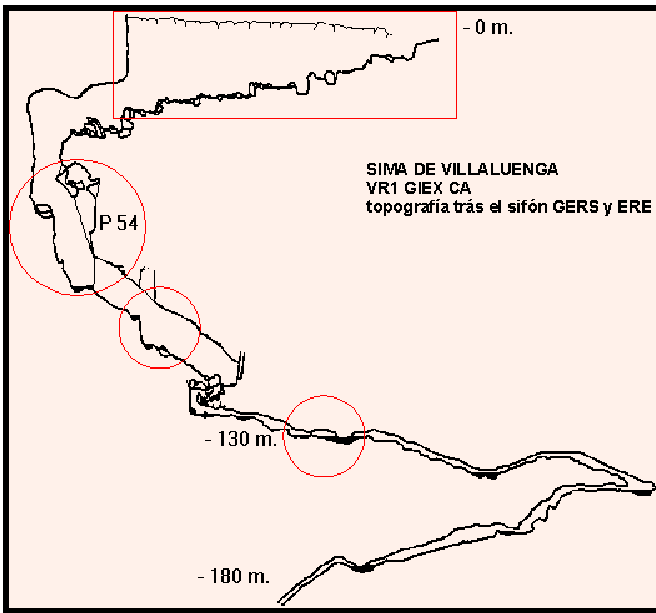 - 0 m.
SIMA DE VILLALUENGA
VR1 GIEX CA
topografía trás el sifón GERS y ERE
P 54
- 130 m.
- 180 m.